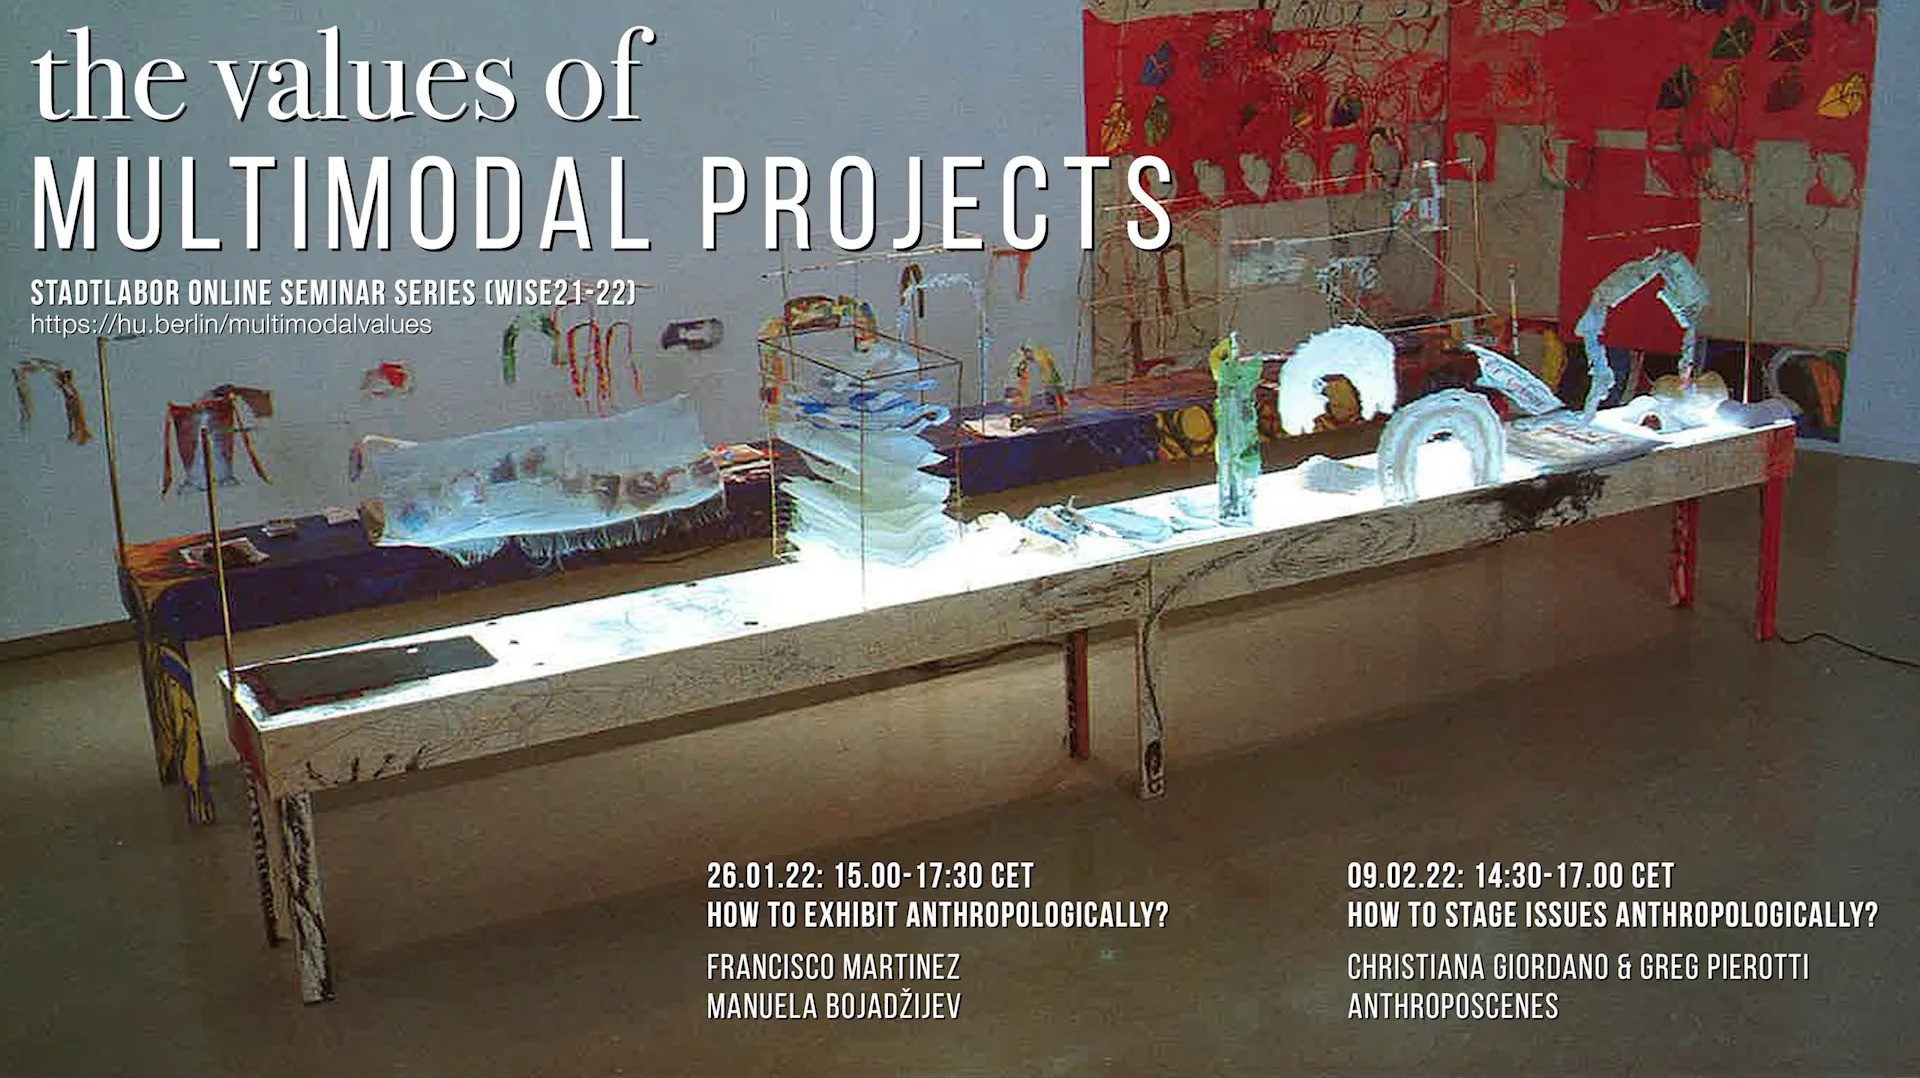 the values of
MULTIMODAL PROJECTS
STADTLABOR ONLINE SEMINAR SERIES (WISE21-22)
https://hu.berlin/multimodalvalues
26.01.22: 15.00-17:30 CET
HOW TO EXHIBIT ANTHROPOLOGICALLY?
FRANCISCO MARTINEZ
MANUELA BOJADŽIJEV
09.02.22: 14:30-17.00 CET
HOW TO STAGE ISSUES ANTHROPOLOGICALLY?
CHRISTIANA GIORDANO & GREG PIEROTTI
ANTHROPOSCENES